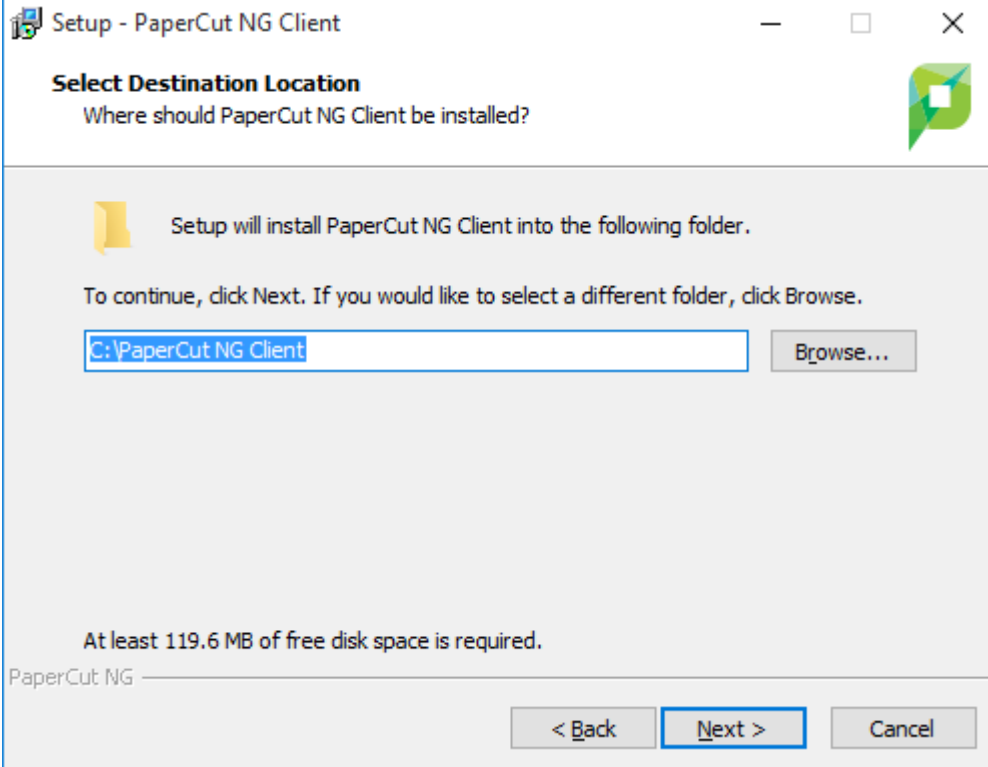 Setup - PaperCut NG Client
Select Destination Location
Where should PaperCut NG Client be installed?
Setup will install PaperCut NG Client into the following folder.
To continue, click Next. If you would like to select a different folder, click Browse.
C:\PaperCut NG Client
Browse...
At least 119.6 MB of free disk space is required.
PaperCut NG
< Back
Next >
Cancel